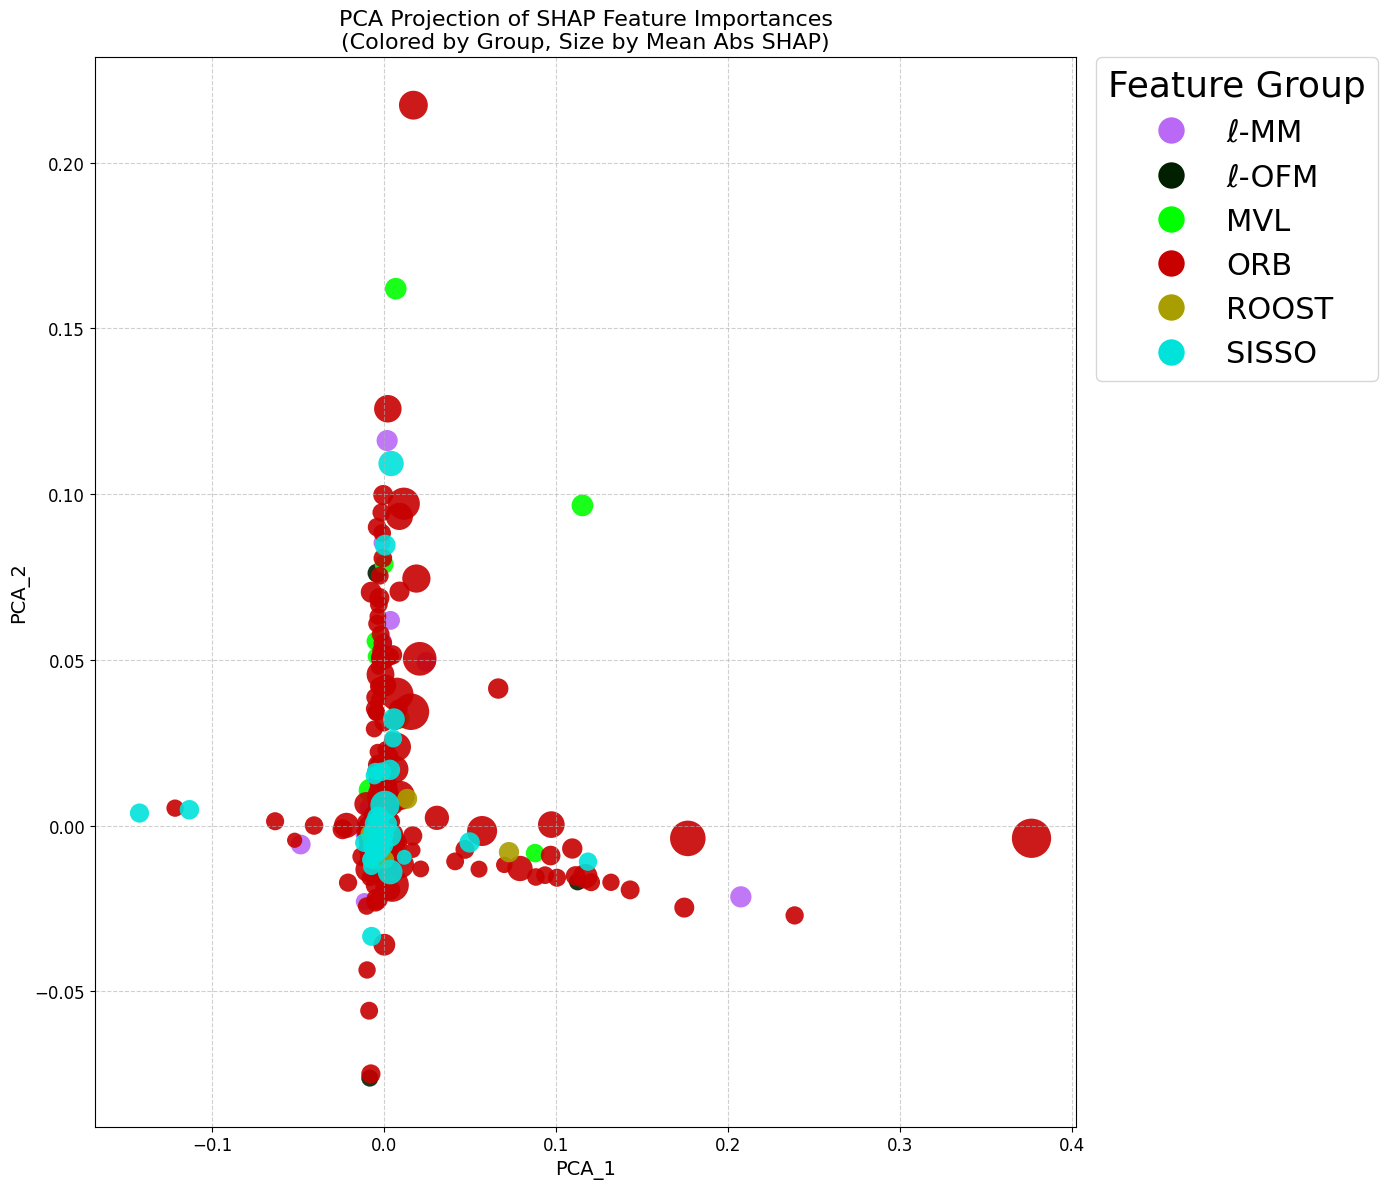 PCA Projection of SHAP Feature Importances
(Colored by Group, Size by Mean Abs SHAP)
Feature Group
ℓ-MM
ℓ-OFM
MVL
ORB
ROOST
SISSO
PCA_2
0.20
0.15
0.10
0.05
0.00
−0.05
−0.1
0.0
0.1
0.2
0.3
0.4
PCA_1